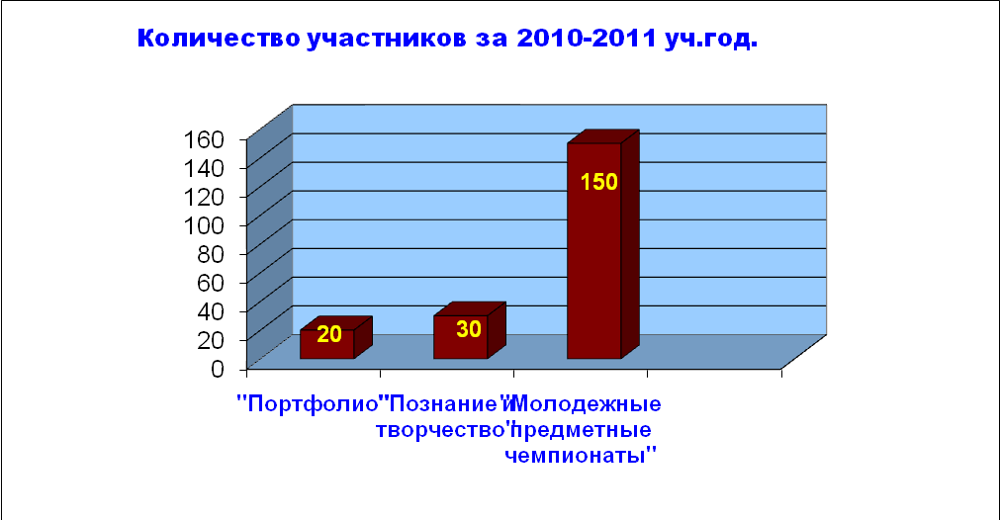 Количество участников за 2010-2011 уч.год.
160
140
120
100
80
60
40
20
0
20
30
150
"Портфолио"
"Познание и
творчество"
"Молодежные
предметные
чемпионаты"